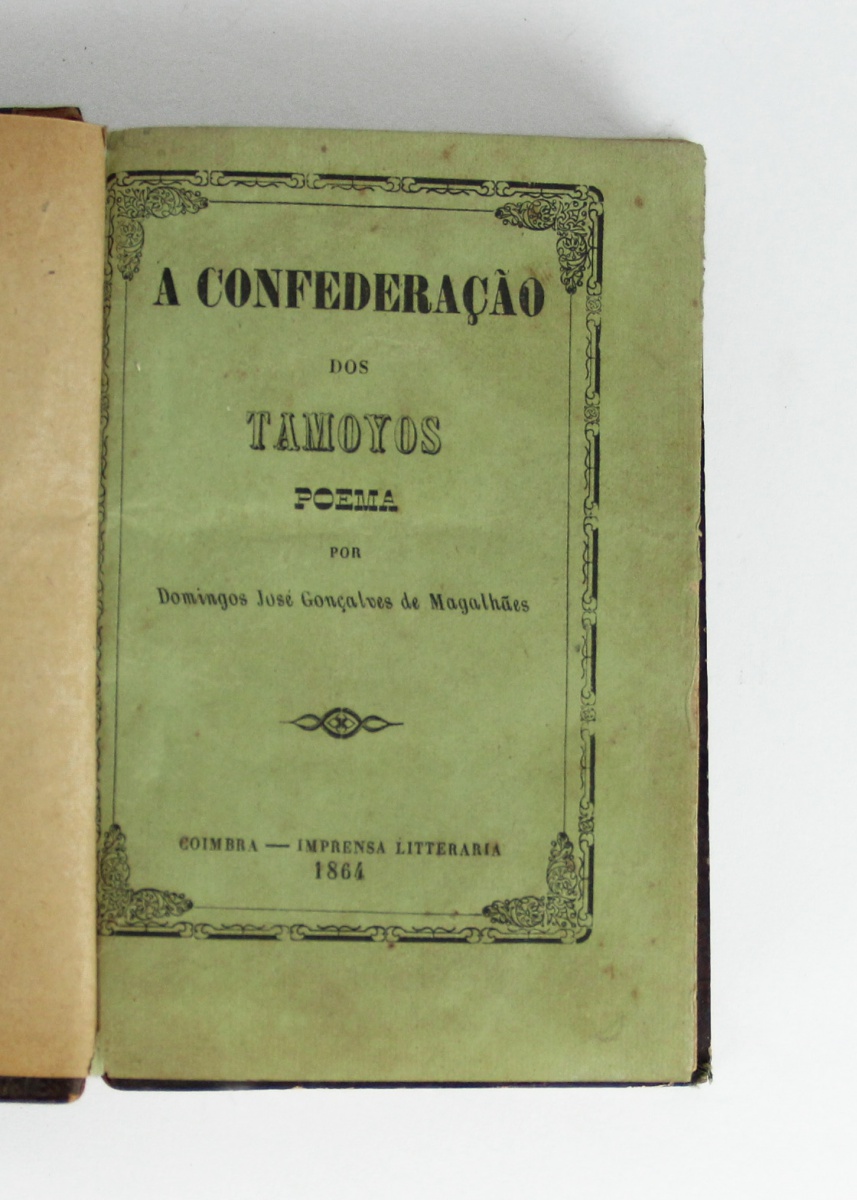 A CONFEDERAÇÃO
DOS
TAMOYOS
POEMA
POR
Domingos José Gonçalves de Magalhães
COIMBRA — IMPRENSA LITTERARIA
1864